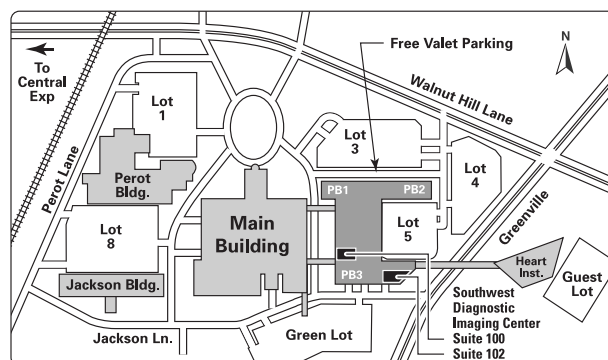 Free Valet Parking
To
Central
Exp
Walnut Hill Lane
N
Lot
1
Lot
3
Lot
4
Perot Lane
Perot
Bldg.
PB1
PB2
Main
Building
Lot
5
Greenville
Lot
8
PB3
Heart
Inst.
Guest
Lot
Jackson Bldg.
Jackson Ln.
Green Lot
Southwest
Diagnostic
Imaging Center
Suite 100
Suite 102